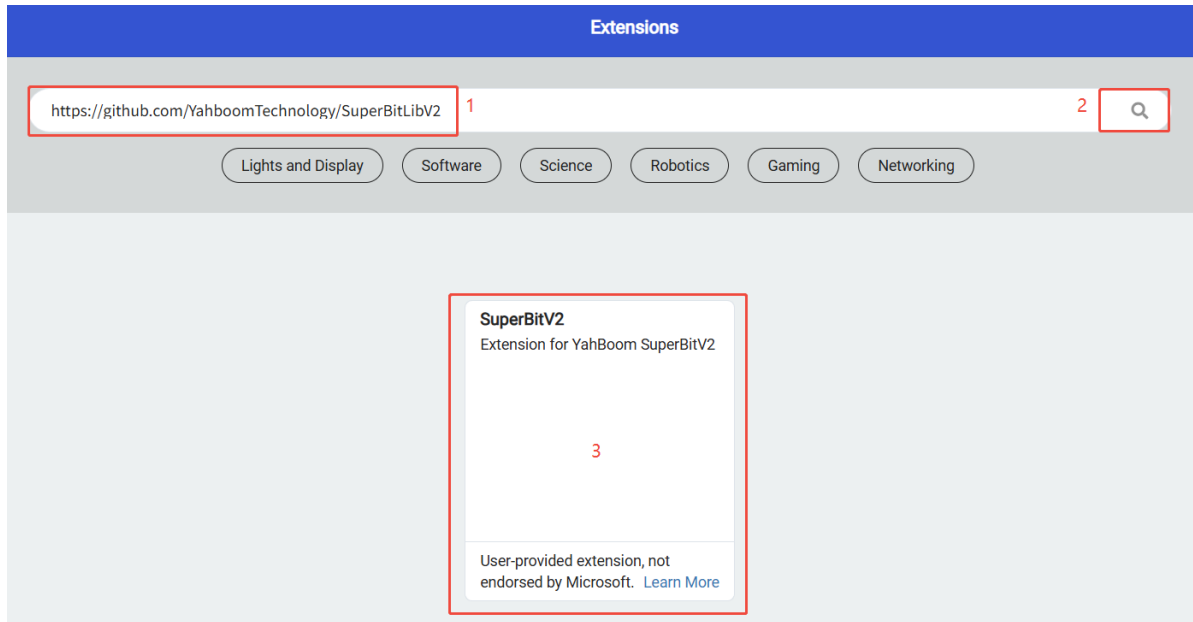 Extensions
https://github.com/YahboomTechnology/SuperBitLibV2 1 2
Lights and Display Software Science Robotics Gaming Networking
SuperBitV2
Extension for YahBoom SuperBitV2
3
User-provided extension, not
endorsed by Microsoft. Learn More